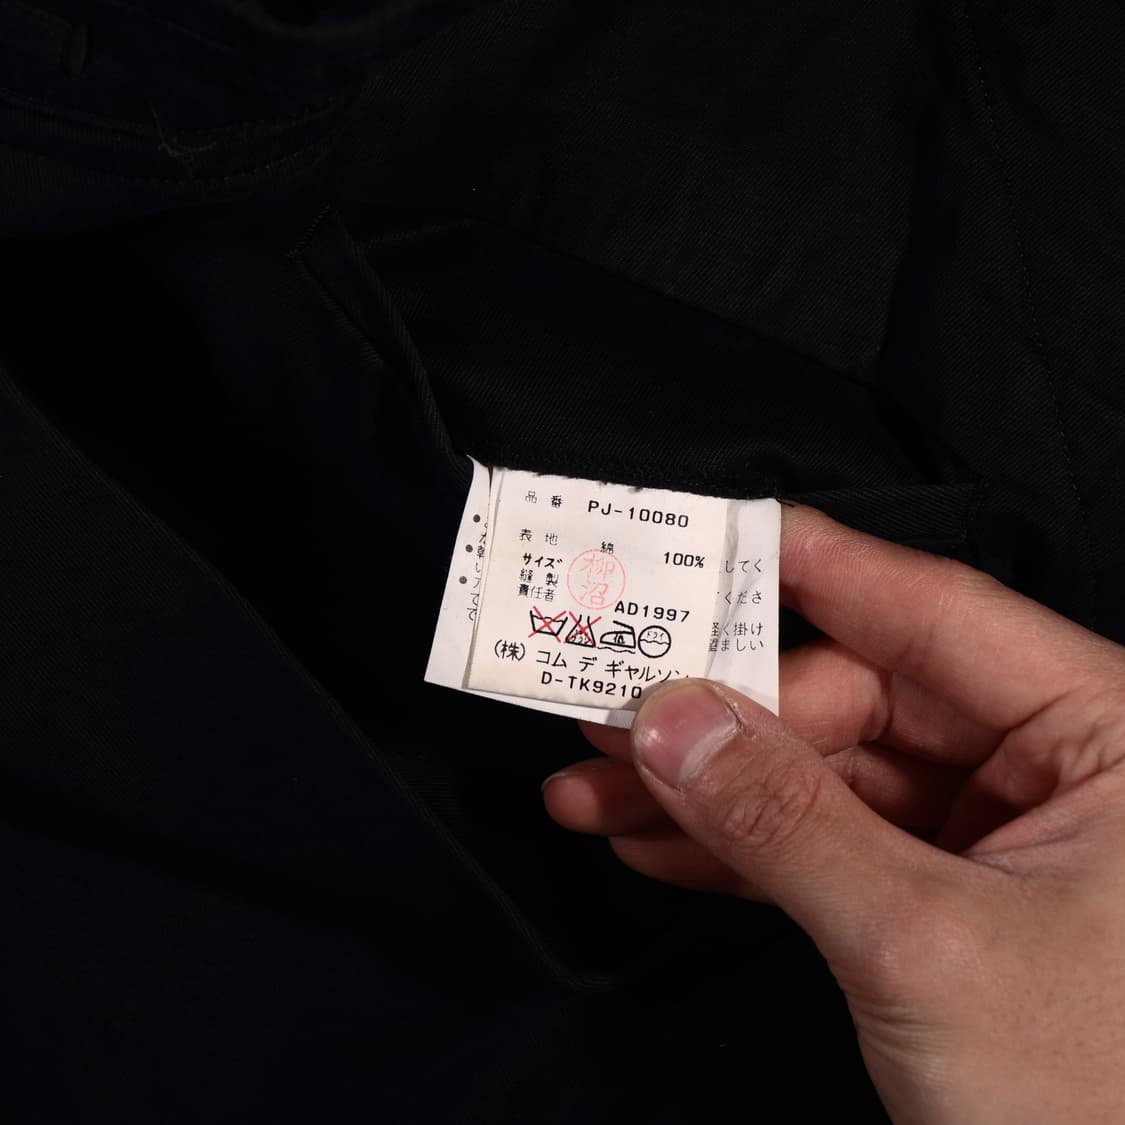 品番 PJ-10080
表地 綿 100%
サイズ
縫製
責任者
柳沼
AD1997
ドライ
(株) コム デ ギャルソン
D-TK9210
してく
くださ
軽く掛け
望ましい